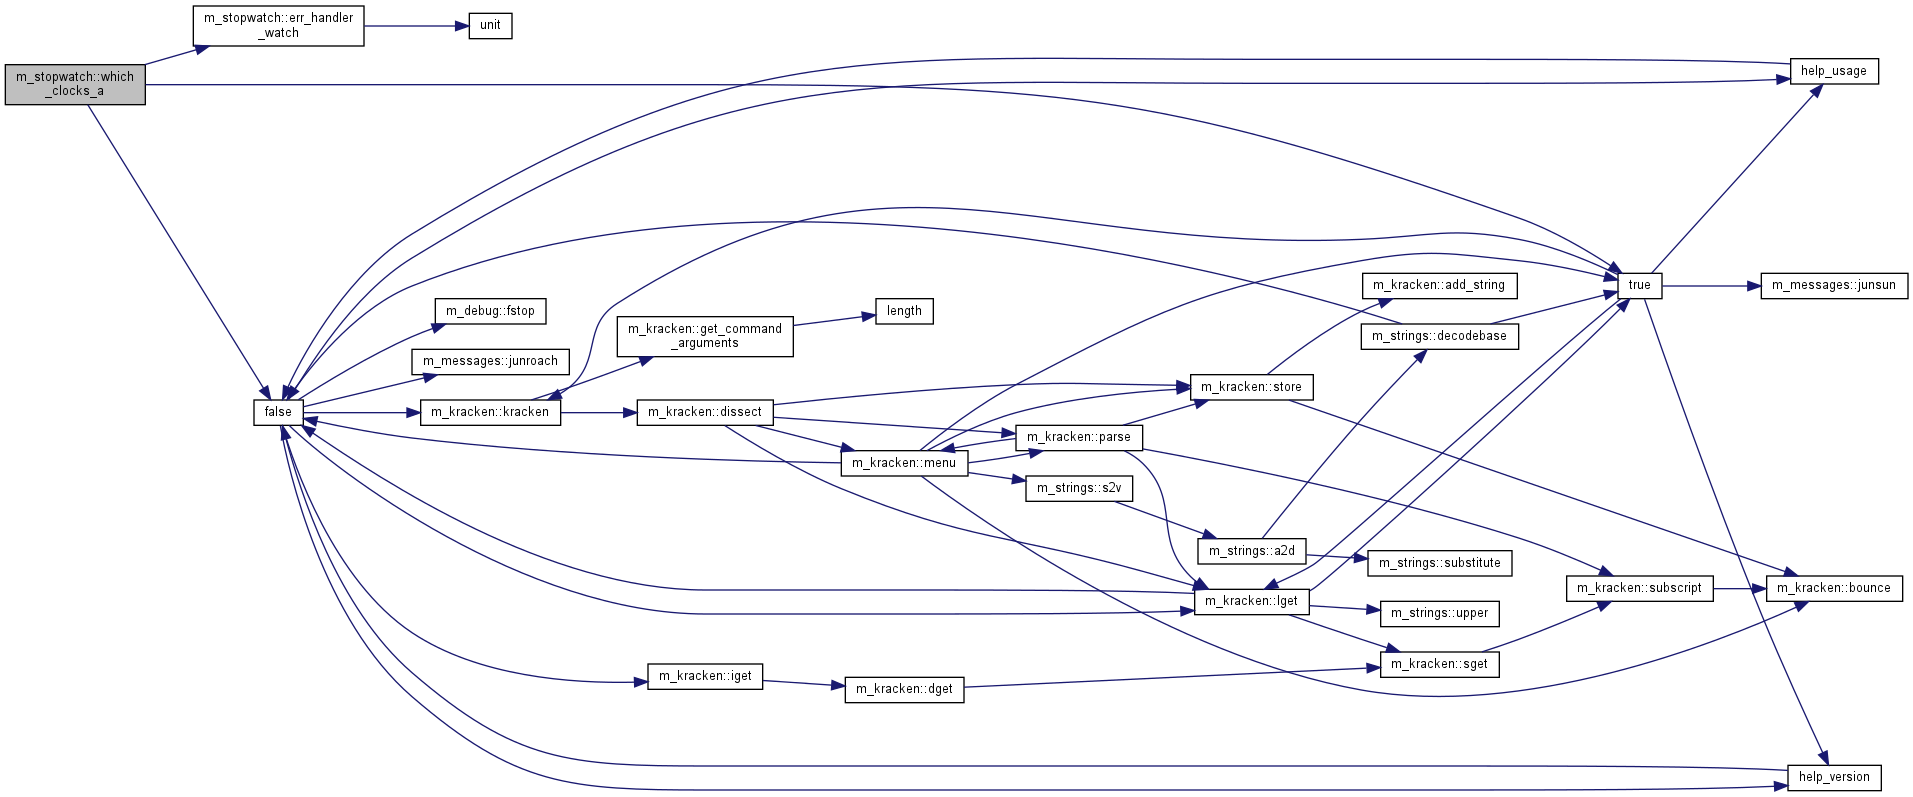 m_stopwatch::err_handler
_watch
unit
m_stopwatch::which
_clocks_a
help_usage
true
m_messages::junsun
m_kracken::add_string
m_debug::fstop
length
m_kracken::get_command
_arguments
m_strings::decodebase
m_messages::junroach
m_kracken::store
false
m_kracken::kracken
m_kracken::dissect
m_kracken::parse
m_kracken::menu
m_strings::s2v
m_strings::a2d
m_strings::substitute
m_kracken::subscript
m_kracken::bounce
m_kracken::lget
m_strings::upper
m_kracken::sget
m_kracken::iget
m_kracken::dget
help_version